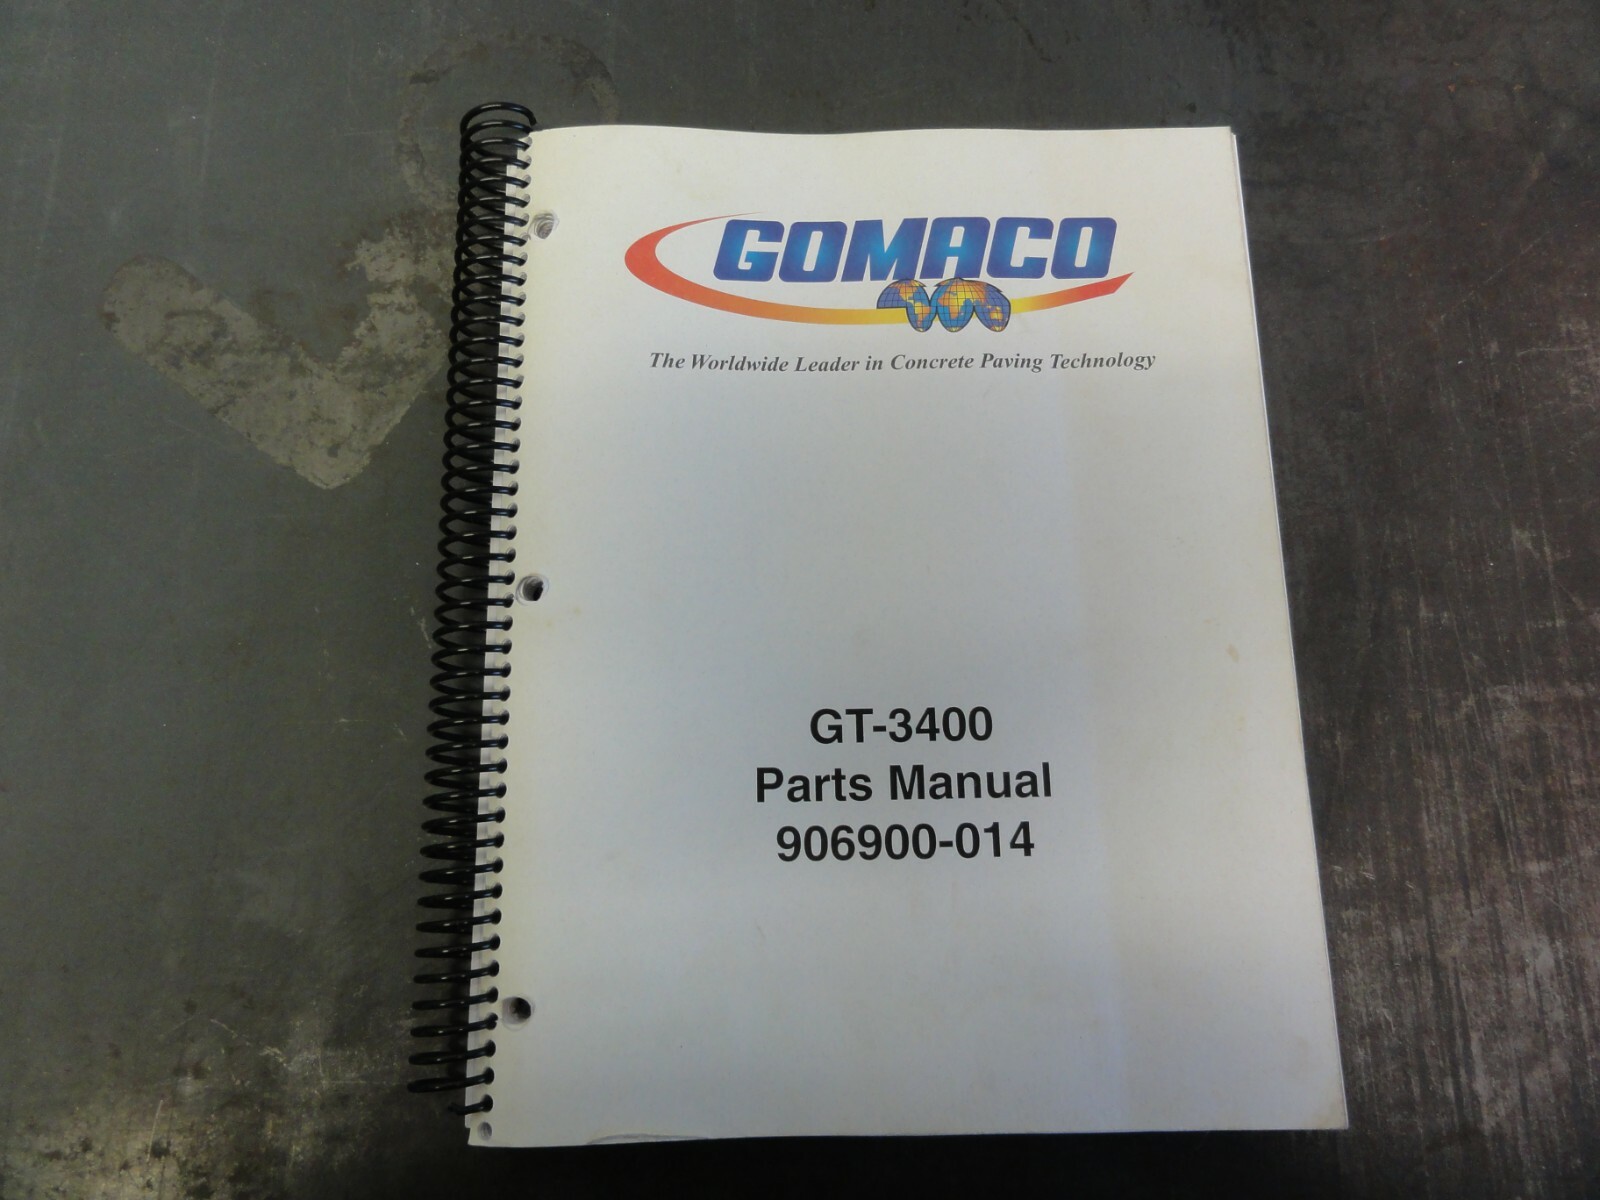 GOMACO
The Worldwide Leader in Concrete Paving Technology
GT-3400
Parts Manual
906900-014